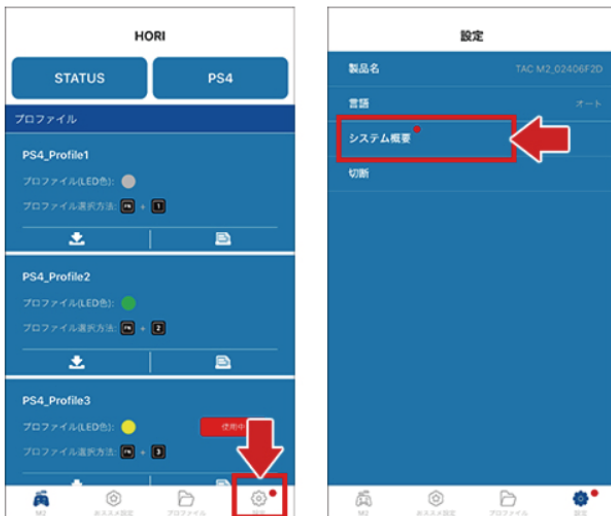 HORI
STATUS
PS4
プロファイル
PS4_Profile1
プロファイル(LED色):
プロファイル選択方法: FN + 1
PS4_Profile2
プロファイル(LED色):
プロファイル選択方法: FN + 2
PS4_Profile3
プロファイル(LED色):
使用中
プロファイル選択方法: FN + 3
M2
おススメ設定
プロファイル
設定
設定
製品名
TAC M2_02406F2D
言語
オート
システム概要
切断
M2
おススメ設定
プロファイル
設定